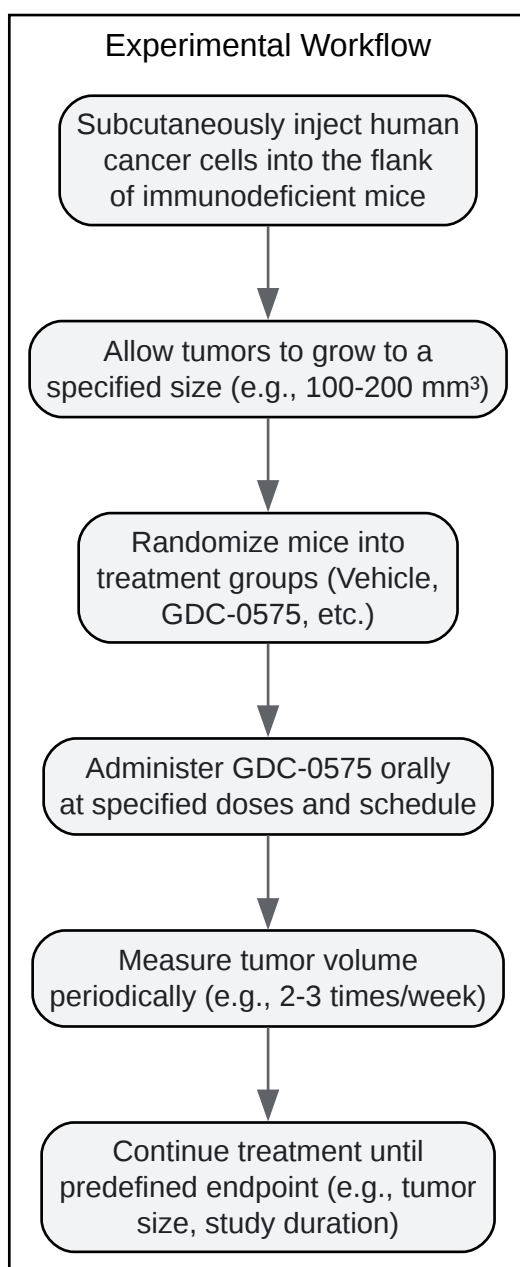 Experimental Workflow
Subcutaneously inject human
cancer cells into the flank
of immunodeficient mice
Allow tumors to grow to a
specified size (e.g., 100-200 mm³)
Randomize mice into
treatment groups (Vehicle,
GDC-0575, etc.)
Administer GDC-0575 orally
at specified doses and schedule
Measure tumor volume
periodically (e.g., 2-3 times/week)
Continue treatment until
predefined endpoint (e.g., tumor
size, study duration)